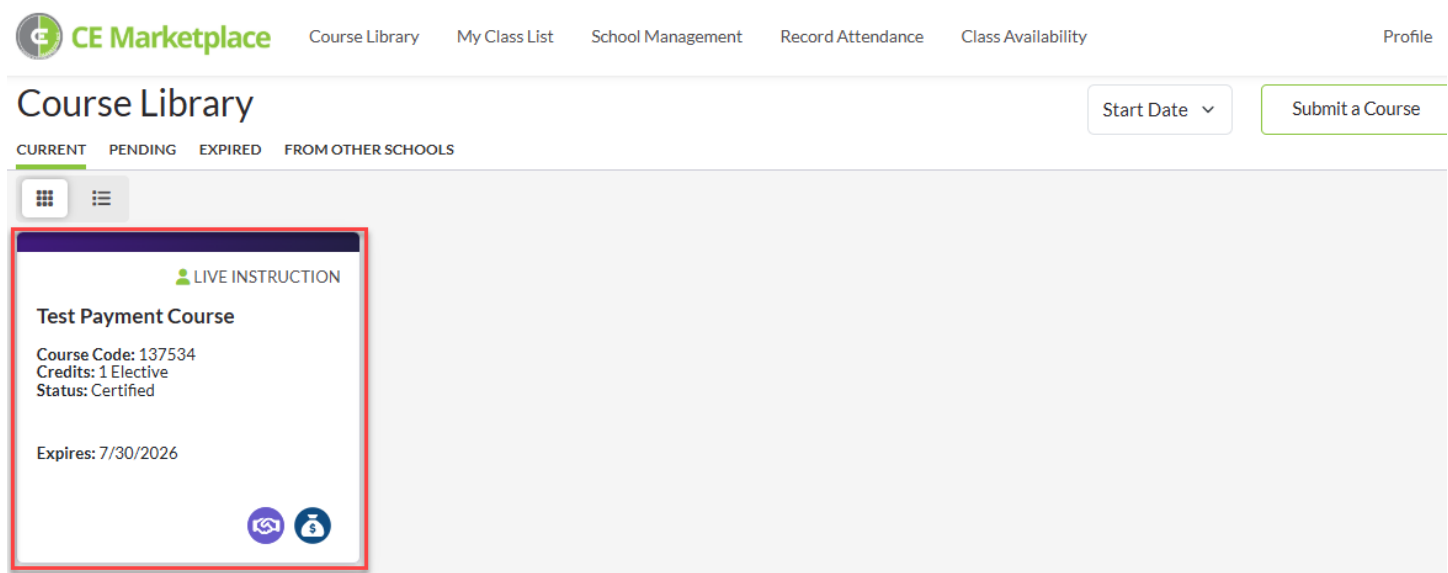 CE Marketplace Course Library My Class List School Management Record Attendance Class Availability Profile
Course Library Start Date Submit a Course
CURRENT PENDING EXPIRED FROM OTHER SCHOOLS
LIVE INSTRUCTION
Test Payment Course
Course Code: 137534
Credits: 1 Elective
Status: Certified
Expires: 7/30/2026